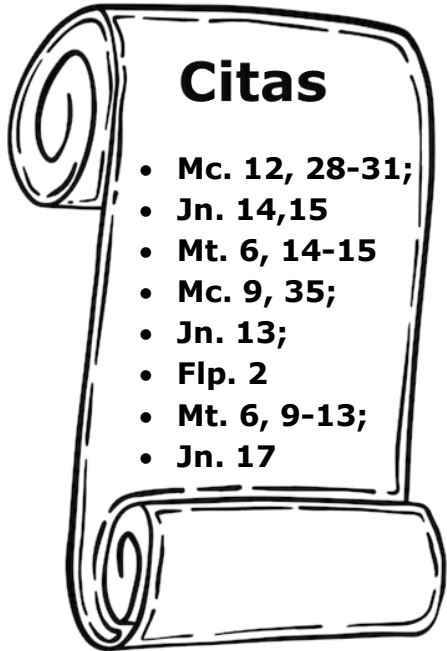 Citas
• Mc. 12, 28-31;
• Jn. 14,15
• Mt. 6, 14-15
• Mc. 9, 35;
• Jn. 13;
• Flp. 2
• Mt. 6, 9-13;
• Jn. 17